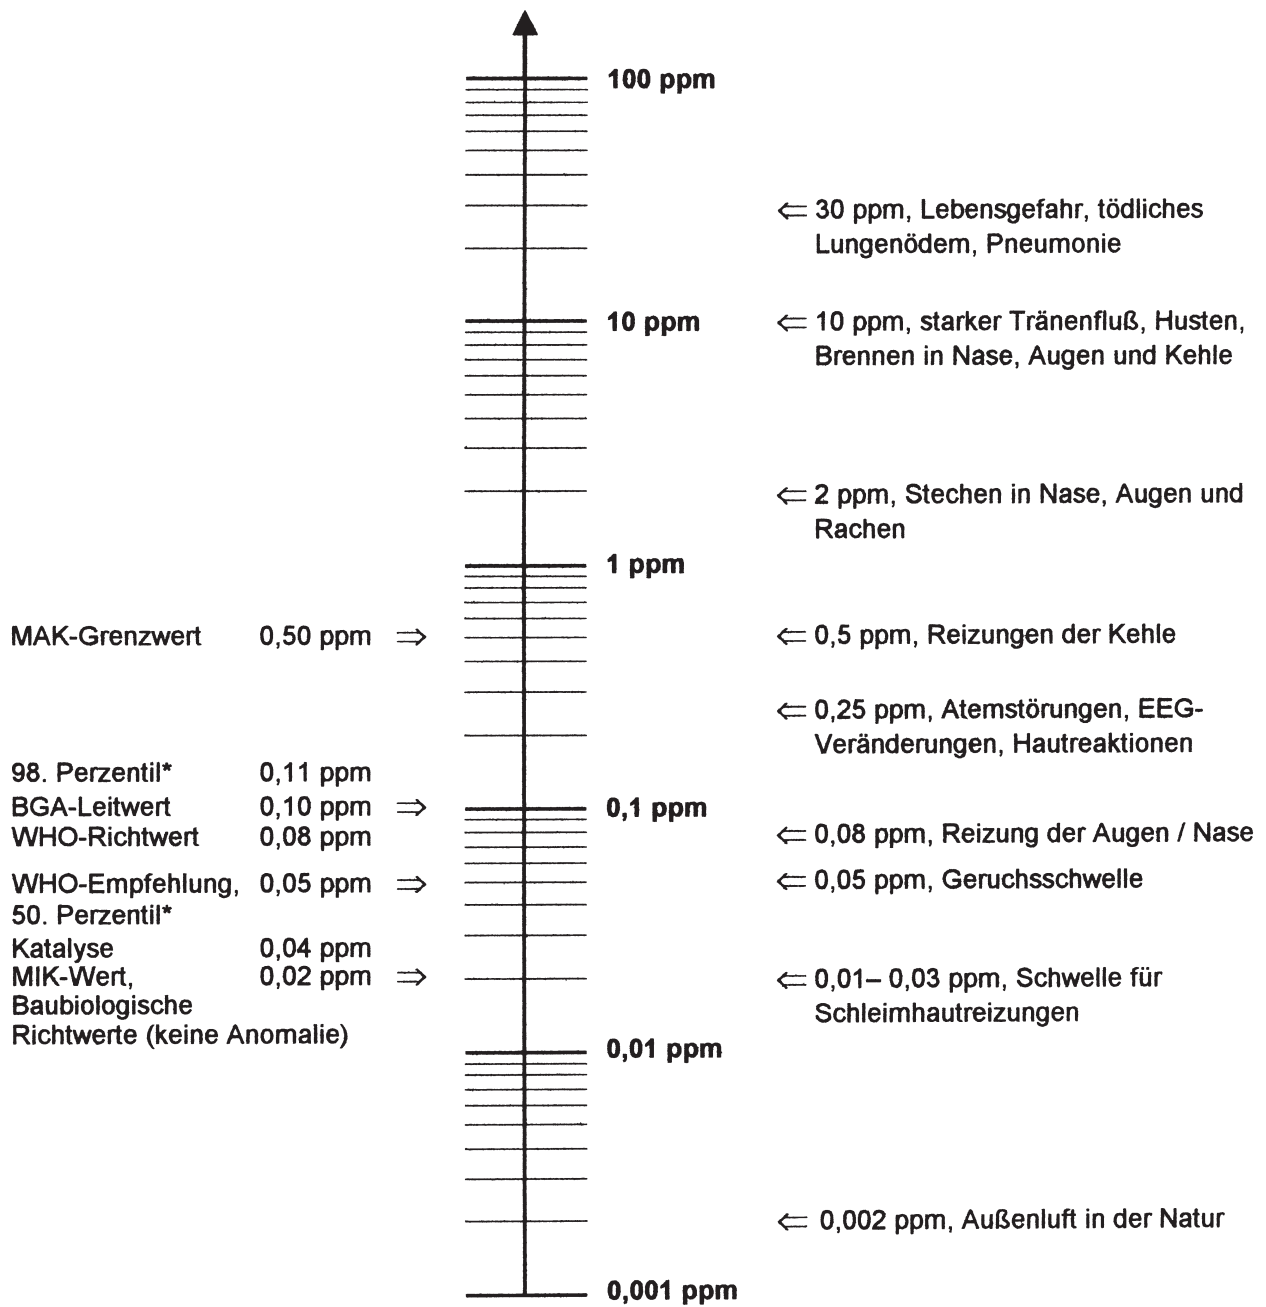 100 ppm
⇐ 30 ppm, Lebensgefahr, tödliches
Lungenödem, Pneumonie
10 ppm
⇐ 10 ppm, starker Tränenfluß, Husten,
Brennen in Nase, Augen und Kehle
⇐ 2 ppm, Stechen in Nase, Augen und
Rachen
1 ppm
MAK-Grenzwert 0,50 ppm ⇒
⇐ 0,5 ppm, Reizungen der Kehle
⇐ 0,25 ppm, Atemstörungen, EEG-
Veränderungen, Hautreaktionen
98. Perzentil* 0,11 ppm
BGA-Leitwert 0,10 ppm ⇒
0,1 ppm
WHO-Richtwert 0,08 ppm
⇐ 0,08 ppm, Reizung der Augen / Nase
WHO-Empfehlung, 0,05 ppm ⇒
50. Perzentil*
⇐ 0,05 ppm, Geruchsschwelle
Katalyse 0,04 ppm
MIK-Wert, 0,02 ppm ⇒
Baubiologische
Richtwerte (keine Anomalie)
⇐ 0,01– 0,03 ppm, Schwelle für
Schleimhautreizungen
0,01 ppm
⇐ 0,002 ppm, Außenluft in der Natur
0,001 ppm